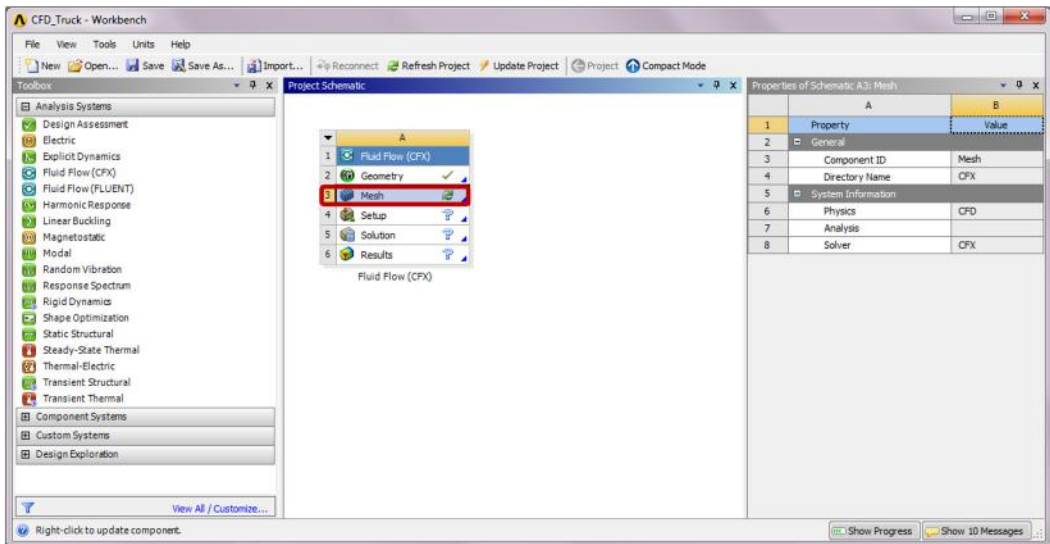 CFD_Truck - Workbench
File View Tools Units Help
New Open... Save Save As... Import... Reconnect Refresh Project Update Project Project Compact Mode
Toolbox
Analysis Systems
Design Assessment
Electric
Explicit Dynamics
Fluid Flow (CFX)
Fluid Flow (FLUENT)
Harmonic Response
Linear Buckling
Magnetostatic
Modal
Random Vibration
Response Spectrum
Rigid Dynamics
Shape Optimization
Static Structural
Steady-State Thermal
Thermal-Electric
Transient Structural
Transient Thermal
Component Systems
Custom Systems
Design Exploration
View All / Customize...
Project Schematic
A
1 Fluid Flow (CFX)
2 Geometry
3 Mesh
4 Setup ?
5 Solution ?
6 Results ?
Fluid Flow (CFX)
Properties of Schematic A3: Mesh
A B
1 Property Value
2 General
3 Component ID Mesh
4 Directory Name CFX
5 System Information
6 Physics CFD
7 Analysis
8 Solver CFX
Right-click to update component.
Show Progress Show 10 Messages